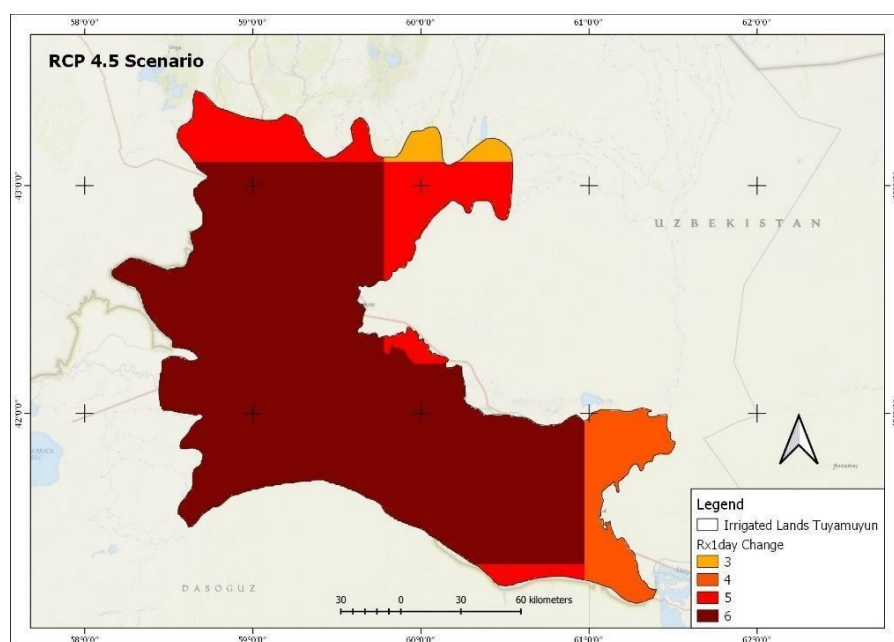 58°0'0" 59°0'0" 60°0'0" 61°0'0" 62°0'0"
RCP 4.5 Scenario
43°0'0"
UZBEKISTAN
42°0'0"
DASOGUZ
30 0 30 60 kilometers
Legend
Irrigated Lands Tuyamuyun
Rx1day Change
3
4
5
6
58°0'0" 59°0'0" 60°0'0" 61°0'0" 62°0'0"